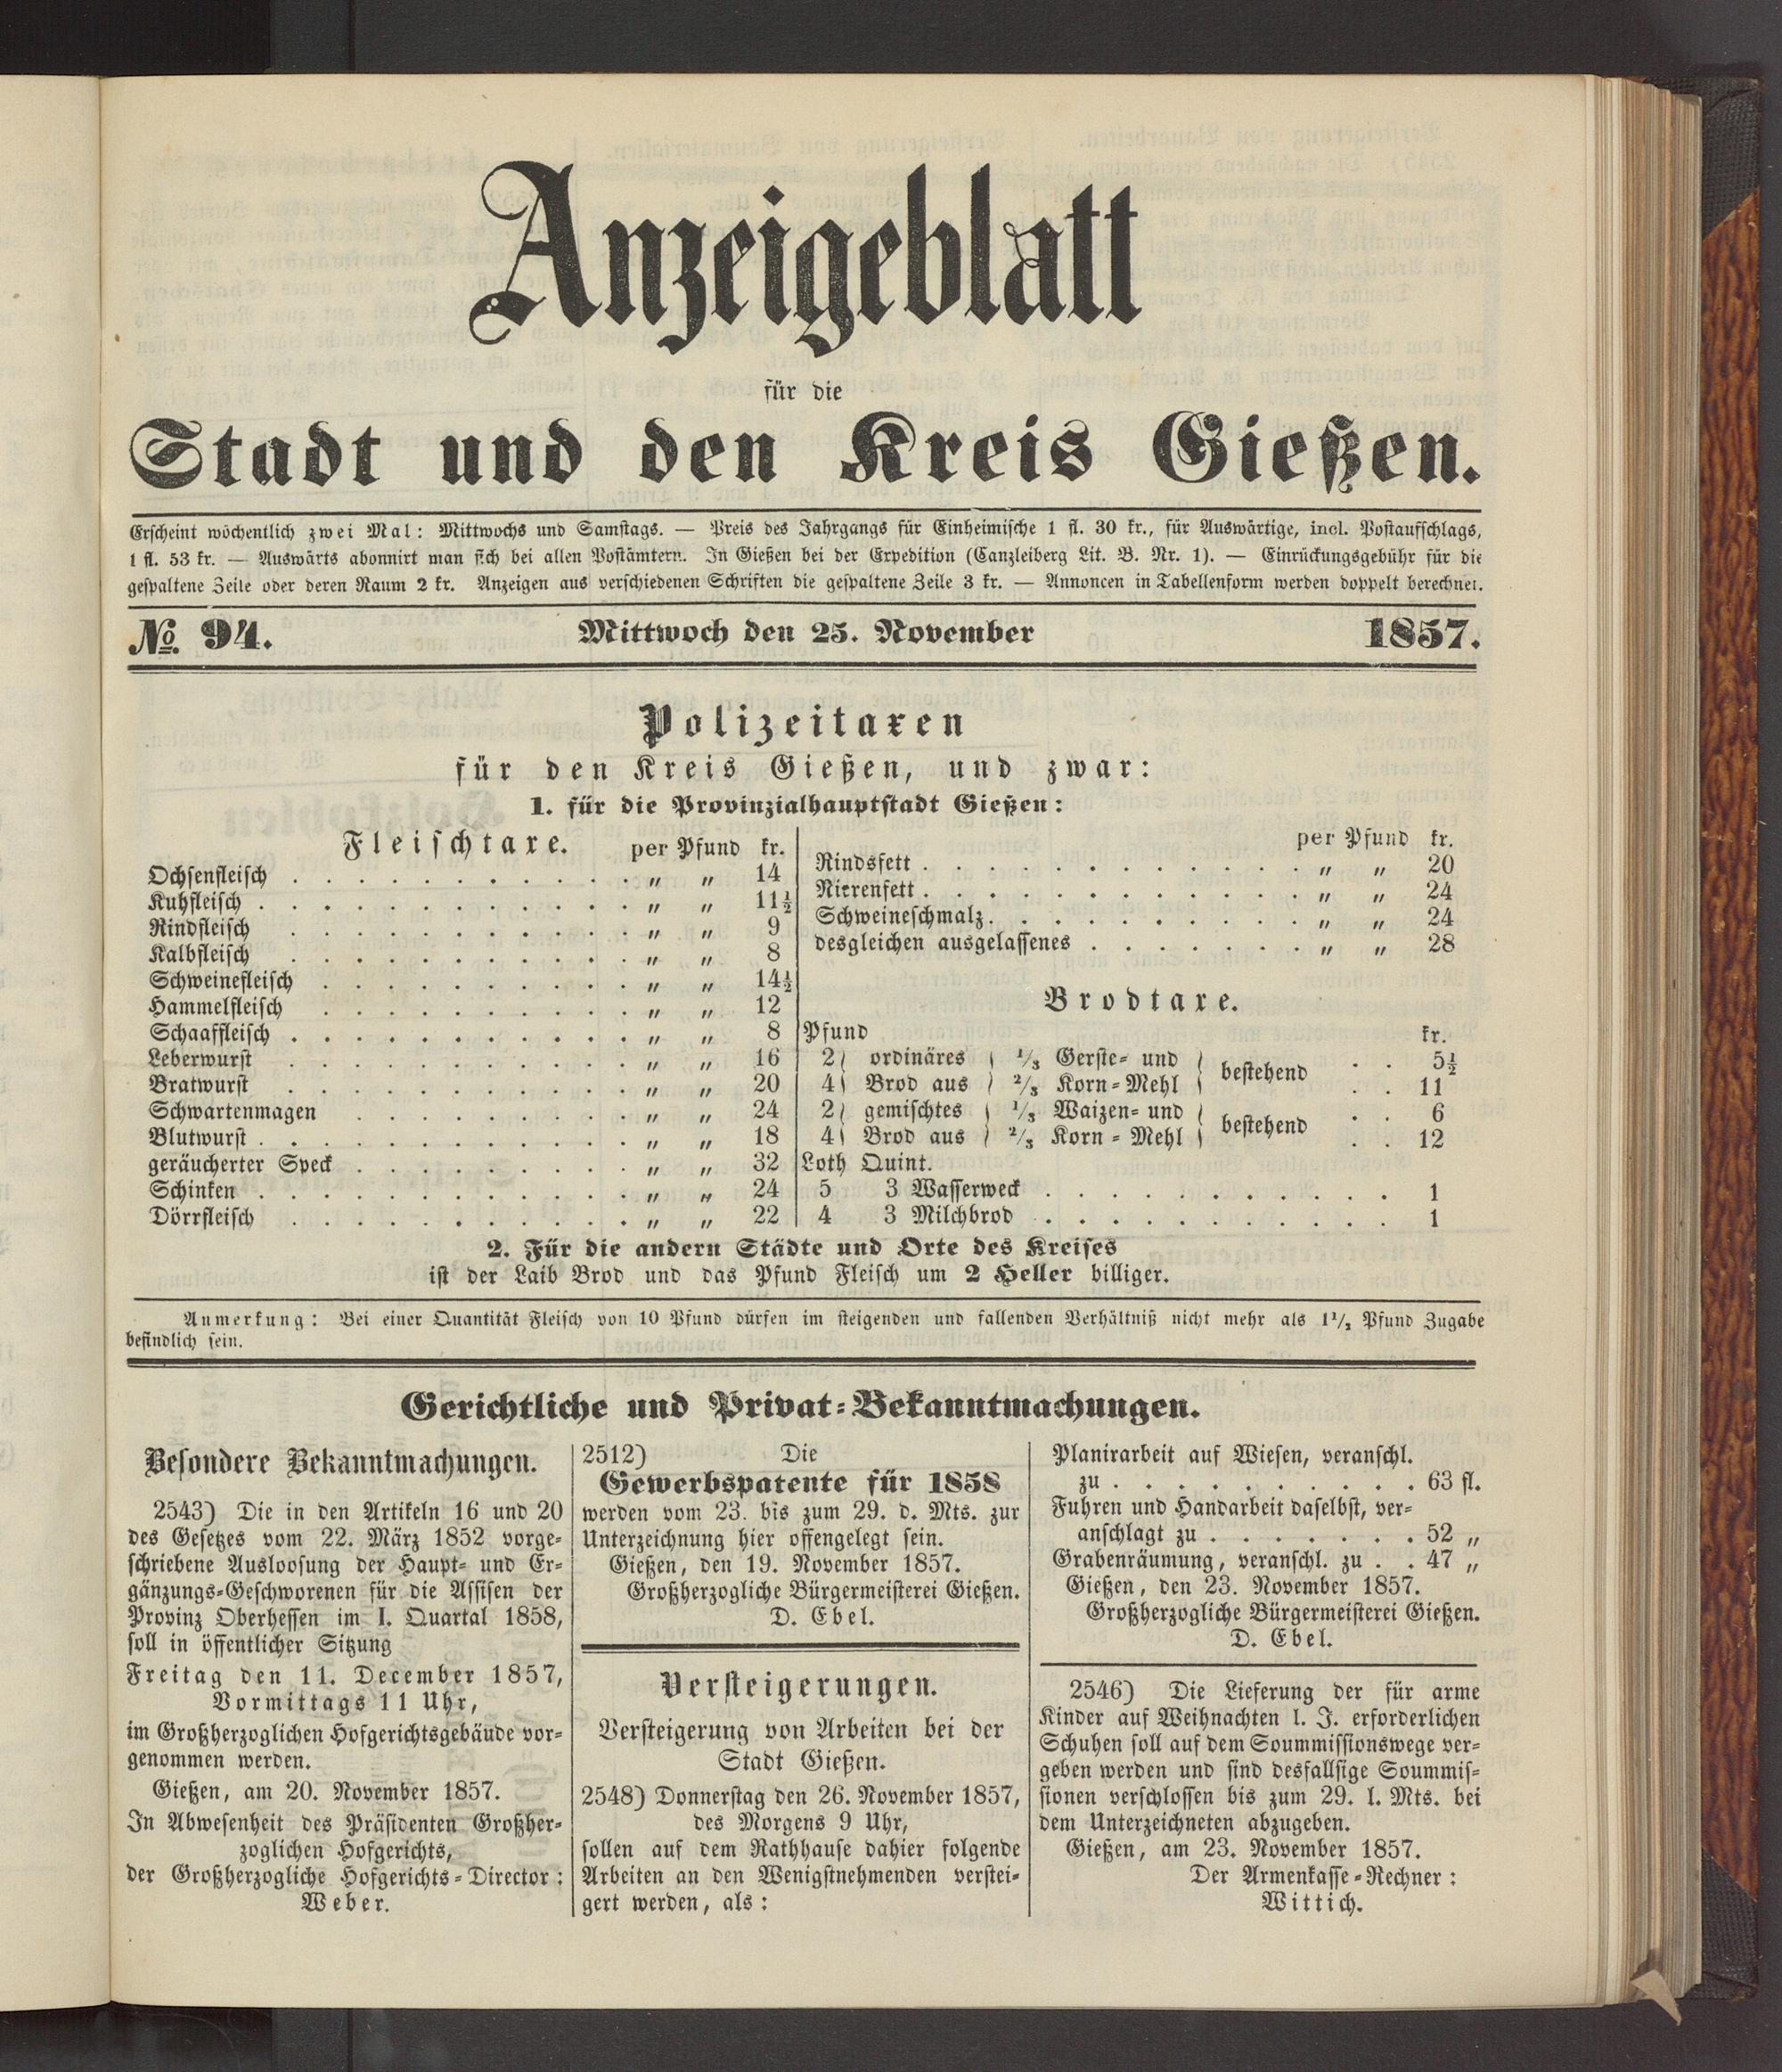 Anzeigeblatt
für die
Stadt und den Kreis Gießen.
Erscheint wöchentlich zwei Mal: Mittwochs und Samstags. — Preis des Jahrgangs für Einheimische 1 fl. 30 kr., für Auswärtige, incl. Postaufschlags,
1 fl. 53 kr. — Auswärts abonnirt man sich bei allen Postämtern. In Gießen bei der Expedition (Canzleiberg Lit. B. Nr. 1). — Einrückungsgebühr für die
gespaltene Zeile oder deren Raum 2 kr. Anzeigen aus verschiedenen Schriften die gespaltene Zeile 3 kr. — Annoncen in Tabellenform werden doppelt berechnet.
No. 94. Mittwoch den 25. November 1857.
Polizeitaxen
für den Kreis Gießen, und zwar:
1. für die Provinzialhauptstadt Gießen:
Fleischtaxe. per Pfund kr.
Ochsenfleisch . . . . . . . . . . . „ „ 14
Kuhfleisch . . . . . . . . . . . . „ „ 11½
Rindfleisch . . . . . . . . . . . „ „ 9
Kalbfleisch . . . . . . . . . . . „ „ 8
Schweinefleisch . . . . . . . . . . „ „ 14½
Hammelfleisch . . . . . . . . . . „ „ 12
Schaaffleisch . . . . . . . . . . . „ „ 8
Leberwurst . . . . . . . . . . . „ „ 16
Bratwurst . . . . . . . . . . . „ „ 20
Schwartenmagen . . . . . . . . . „ „ 24
Blutwurst . . . . . . . . . . . . „ „ 18
geräucherter Speck . . . . . . . . . „ „ 32
Schinken . . . . . . . . . . . . „ „ 24
Dörrfleisch . . . . . . . . . . . „ „ 22
per Pfund kr.
Rindsfett . . . . . . . . . . . . . „ „ 20
Nierenfett . . . . . . . . . . . . . „ „ 24
Schweineschmalz . . . . . . . . . . „ „ 24
desgleichen ausgelassenes . . . . . . . „ „ 28
Brodtaxe.
Pfund kr.
2 } ordinäres { 1/3 Gerste- und } bestehend . . 5½
4 } Brod aus { 2/3 Korn-Mehl } . . 11
2 } gemischtes { 1/3 Waizen- und } bestehend . . 6
4 } Brod aus { 2/3 Korn-Mehl } . . 12
Loth Quint.
5 3 Wasserweck . . . . . . . . . . . 1
4 3 Milchbrod . . . . . . . . . . . 1
2. Für die andern Städte und Orte des Kreises
ist der Laib Brod und das Pfund Fleisch um 2 Heller billiger.
Anmerkung: Bei einer Quantität Fleisch von 10 Pfund dürfen im steigenden und fallenden Verhältniß nicht mehr als 1½ Pfund Zugabe
befindlich sein.
Gerichtliche und Privat-Bekanntmachungen.
Besondere Bekanntmachungen.
2543) Die in den Artikeln 16 und 20
des Gesetzes vom 22. März 1852 vorge-
schriebene Ausloosung der Haupt- und Er-
gänzungs-Geschworenen für die Assisen der
Provinz Oberhessen im I. Quartal 1858,
soll in öffentlicher Sitzung
Freitag den 11. December 1857,
Vormittags 11 Uhr,
im Großherzoglichen Hofgerichtsgebäude vor-
genommen werden.
Gießen, am 20. November 1857.
In Abwesenheit des Präsidenten Großher-
zoglichen Hofgerichts,
der Großherzogliche Hofgerichts-Director:
Weber.
2512) Die
Gewerbspatente für 1858
werden vom 23. bis zum 29. d. Mts. zur
Unterzeichnung hier offengelegt sein.
Gießen, den 19. November 1857.
Großherzogliche Bürgermeisterei Gießen.
D. Ebel.
Versteigerungen.
Versteigerung von Arbeiten bei der
Stadt Gießen.
2548) Donnerstag den 26. November 1857,
des Morgens 9 Uhr,
sollen auf dem Rathhause dahier folgende
Arbeiten an den Wenigstnehmenden verstei-
gert werden, als:
Planirarbeit auf Wiesen, veranschl.
zu . . . . . . . . . . 63 fl.
Fuhren und Handarbeit daselbst, ver-
anschlagt zu . . . . . . . 52 „
Grabenräumung, veranschl. zu . . 47 „
Gießen, den 23. November 1857.
Großherzogliche Bürgermeisterei Gießen.
D. Ebel.
2546) Die Lieferung der für arme
Kinder auf Weihnachten l. J. erforderlichen
Schuhen soll auf dem Soummissionswege ver-
geben werden und sind desfallsige Soummis-
sionen verschlossen bis zum 29. l. Mts. bei
dem Unterzeichneten abzugeben.
Gießen, am 23. November 1857.
Der Armenkasse-Rechner:
Wittich.